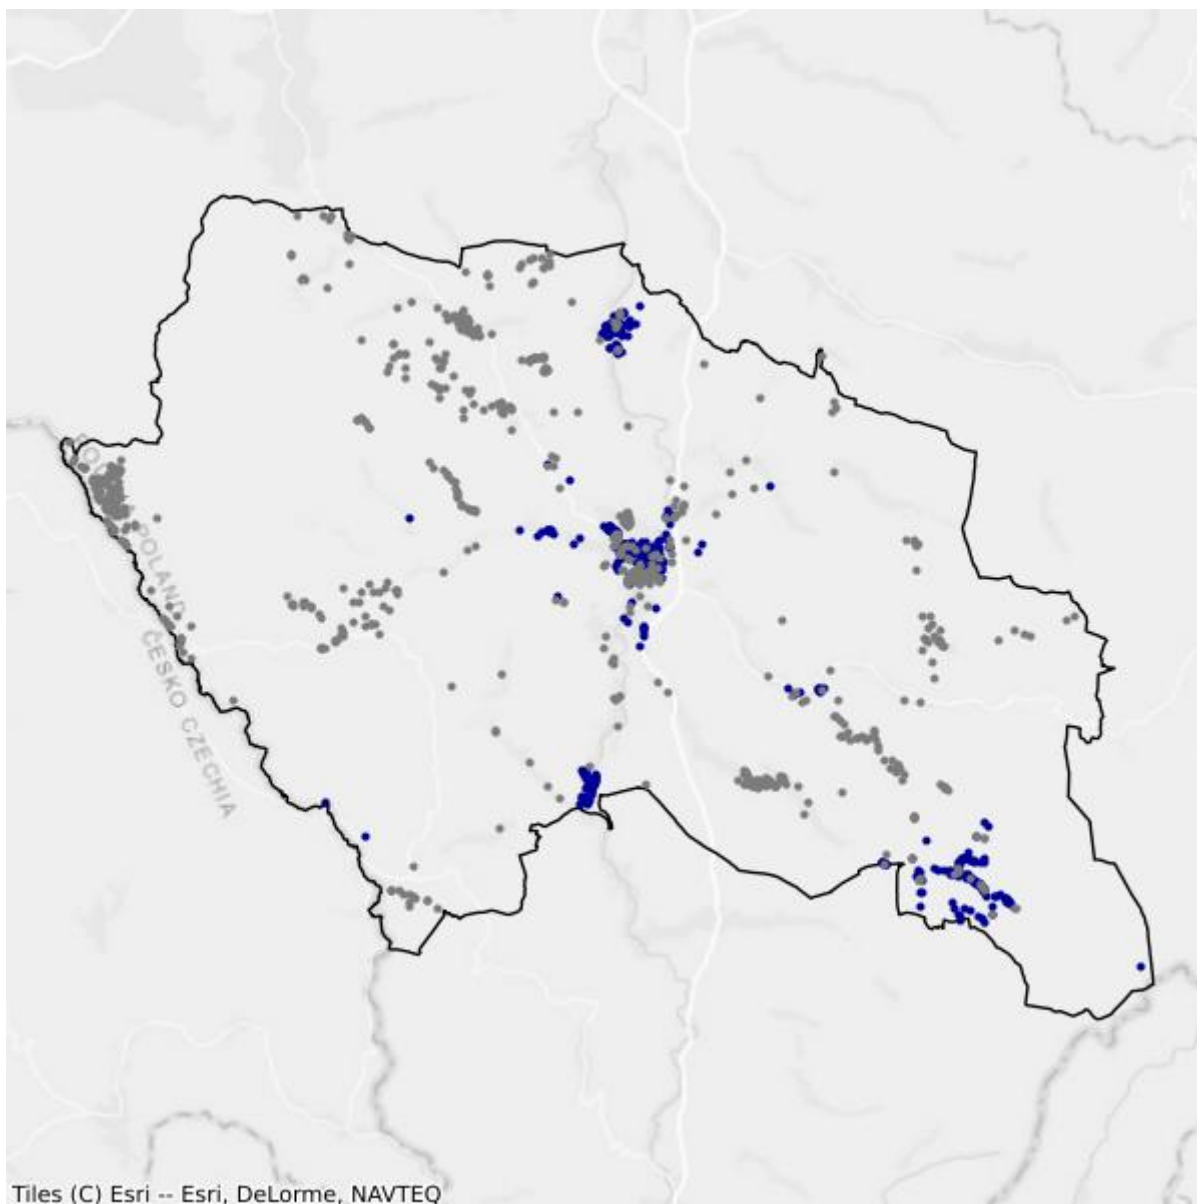 POLAND
ČESKO CZECHIA
Tiles (C) Esri -- Esri, DeLorme, NAVTEQ